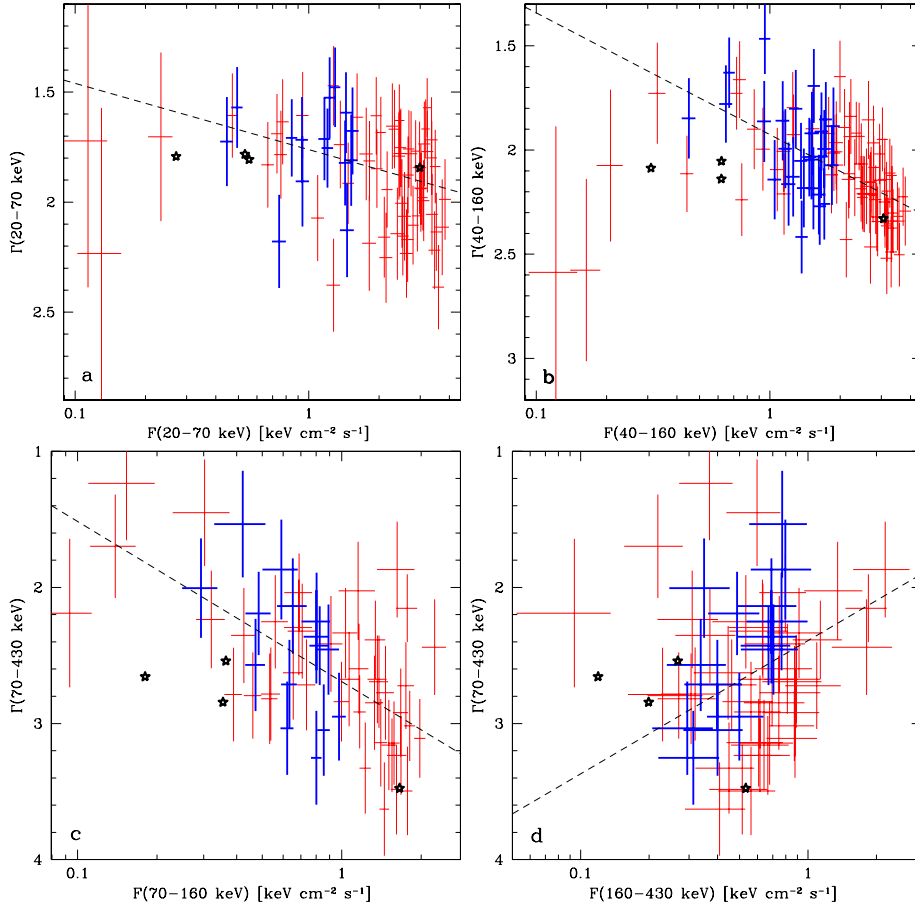 1.5
2
2.5
Γ(20−70 keV)
a
0.1
1
F(20−70 keV) [keV cm⁻² s⁻¹]
1.5
2
2.5
3
Γ(40−160 keV)
b
0.1
1
F(40−160 keV) [keV cm⁻² s⁻¹]
1
2
3
4
Γ(70−430 keV)
c
0.1
1
F(70−160 keV) [keV cm⁻² s⁻¹]
1
2
3
4
Γ(70−430 keV)
d
0.1
1
F(160−430 keV) [keV cm⁻² s⁻¹]